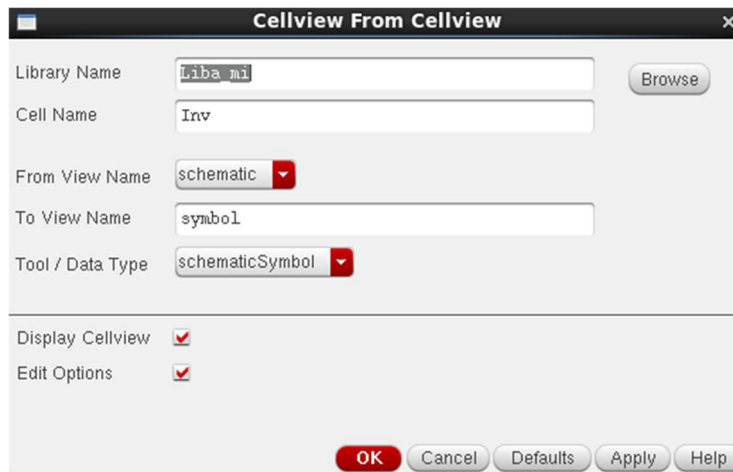 Cellview From Cellview
Library Name Liba_mi Browse
Cell Name Inv
From View Name schematic
To View Name symbol
Tool / Data Type schematicSymbol
Display Cellview
Edit Options
OK Cancel Defaults Apply Help